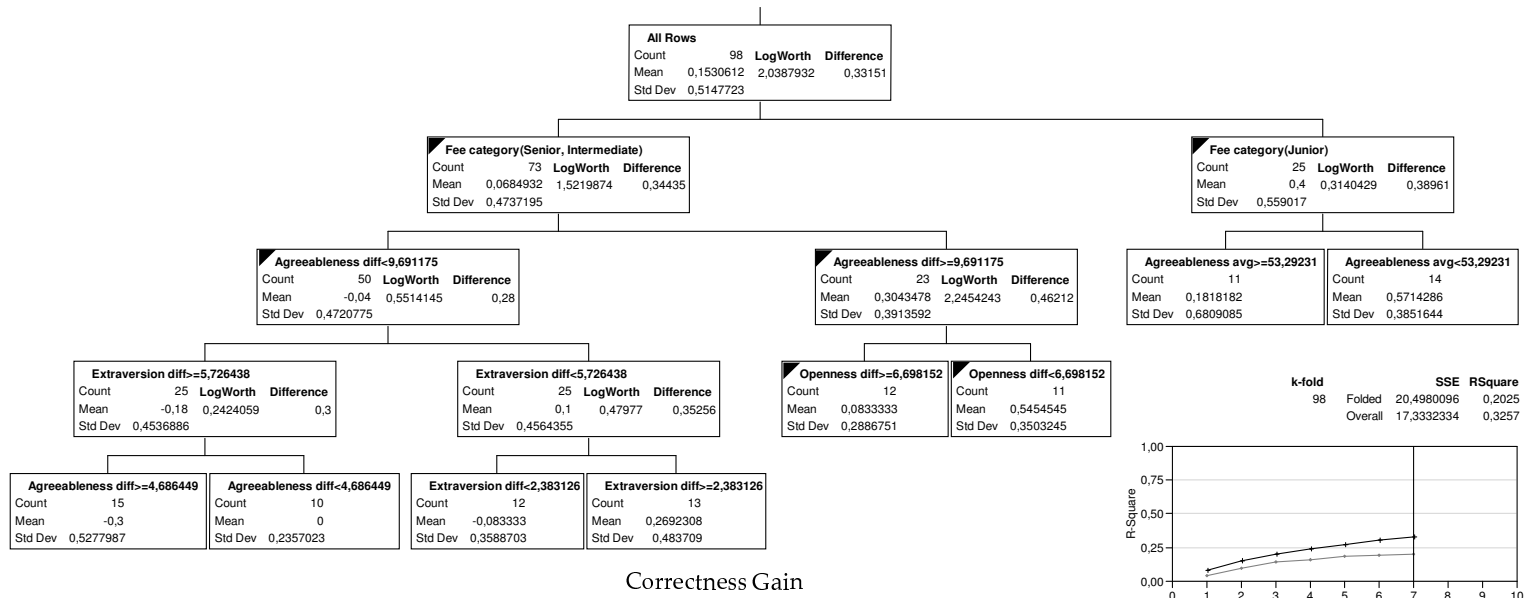 All Rows
Count 98 LogWorth Difference
Mean 0,1530612 2,0387932 0,33151
Std Dev 0,5147723
Fee category(Senior, Intermediate)
Count 73 LogWorth Difference
Mean 0,0684932 1,5219874 0,34435
Std Dev 0,4737195
Fee category(Junior)
Count 25 LogWorth Difference
Mean 0,4 0,3140429 0,38961
Std Dev 0,559017
Agreeableness diff<9,691175
Count 50 LogWorth Difference
Mean -0,04 0,5514145 0,28
Std Dev 0,4720775
Agreeableness diff>=9,691175
Count 23 LogWorth Difference
Mean 0,3043478 2,2454243 0,46212
Std Dev 0,3913592
Agreeableness avg>=53,29231
Count 11
Mean 0,1818182
Std Dev 0,6809085
Agreeableness avg<53,29231
Count 14
Mean 0,5714286
Std Dev 0,3851644
Extraversion diff>=5,726438
Count 25 LogWorth Difference
Mean -0,18 0,2424059 0,3
Std Dev 0,4536886
Extraversion diff<5,726438
Count 25 LogWorth Difference
Mean 0,1 0,47977 0,35256
Std Dev 0,4564355
Openness diff>=6,698152
Count 12
Mean 0,0833333
Std Dev 0,2886751
Openness diff<6,698152
Count 11
Mean 0,5454545
Std Dev 0,3503245
k-fold SSE RSquare
98 Folded 20,4980096 0,2025
Overall 17,3332334 0,3257
Agreeableness diff>=4,686449
Count 15
Mean -0,3
Std Dev 0,5277987
Agreeableness diff<4,686449
Count 10
Mean 0
Std Dev 0,2357023
Extraversion diff<2,383126
Count 12
Mean -0,083333
Std Dev 0,3588703
Extraversion diff>=2,383126
Count 13
Mean 0,2692308
Std Dev 0,483709
R-Square
1,00
0,75
0,50
0,25
0,00
0 1 2 3 4 5 6 7 8 9 10
Correctness Gain